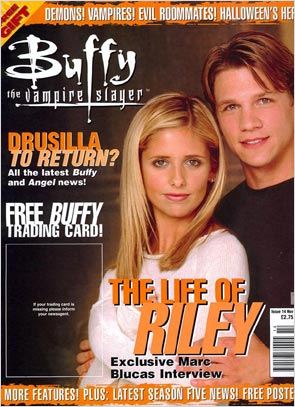 GIFT
DEMONS! VAMPIRES! EVIL ROOMMATES! HALLOWEEN'S HE
Buffy
the vampire slayer
DRUSILLA
TO RETURN?
All the latest Buffy
and Angel news!
FREE BUFFY
TRADING CARD!
If your trading card is
missing please inform
your newsagent.
THE LIFE OF
RILEY
Exclusive Marc
Blucas Interview
Issue 14 Nov
£2.75
MORE FEATURES! PLUS: LATEST SEASON FIVE NEWS! FREE POSTE